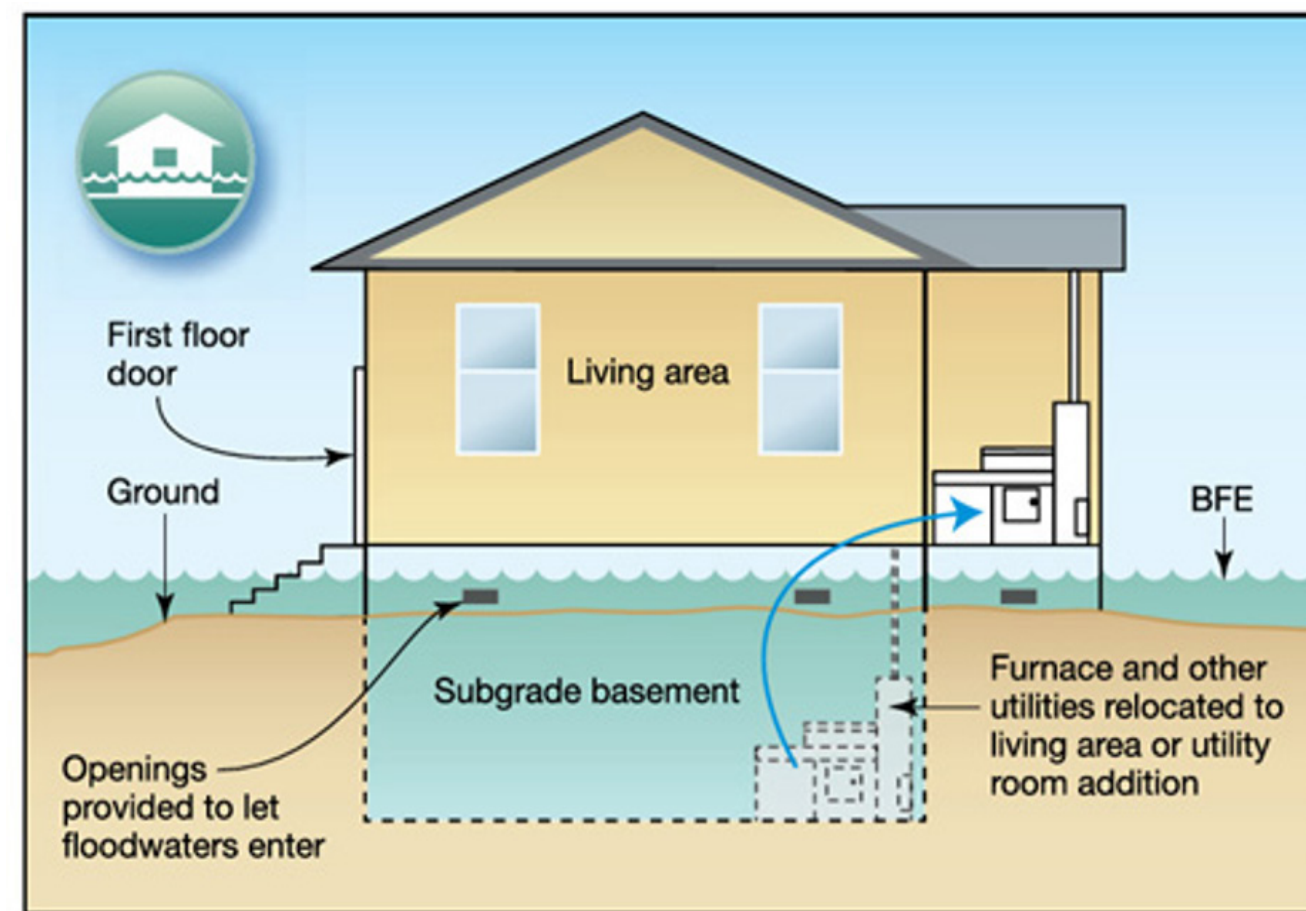 First floor
door
Living area
Ground
BFE
Subgrade basement
Furnace and other
utilities relocated to
living area or utility
room addition
Openings
provided to let
floodwaters enter